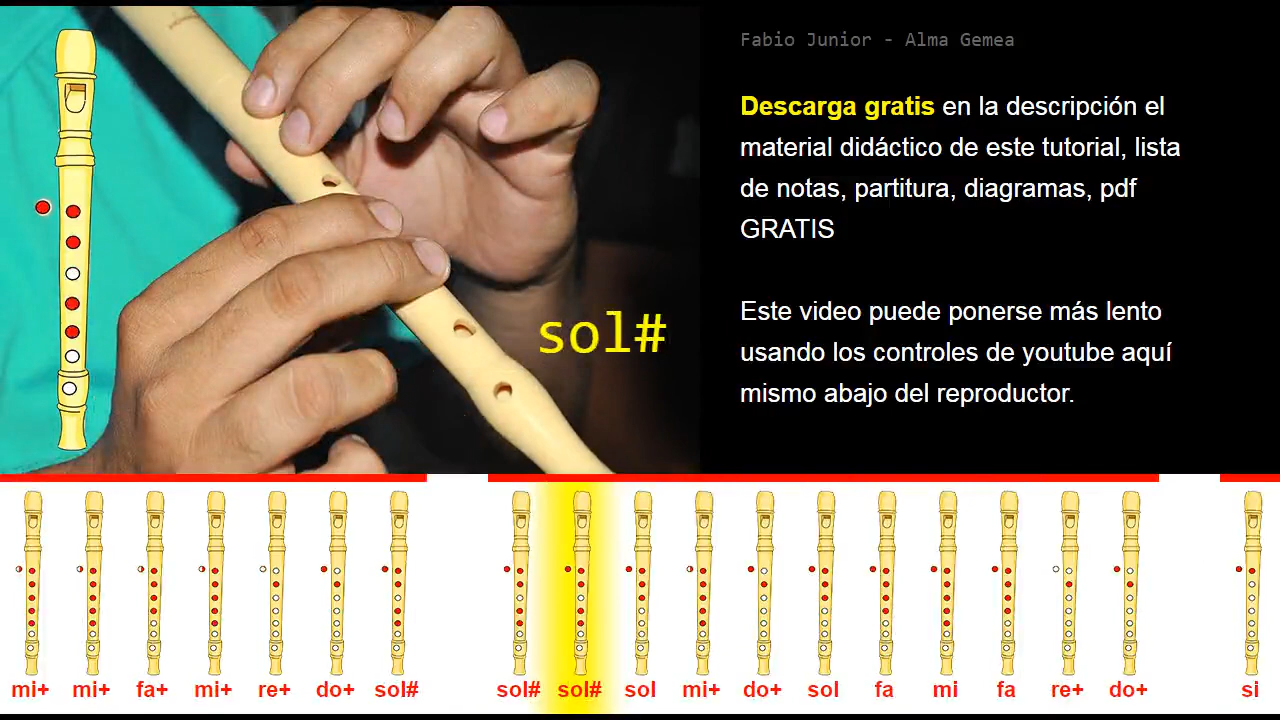 Fabio Junior - Alma Gemea
Descarga gratis en la descripción el
material didáctico de este tutorial, lista
de notas, partitura, diagramas, pdf
GRATIS
Este video puede ponerse más lento
usando los controles de youtube aquí
mismo abajo del reproductor.
sol#
mi+ mi+ fa+ mi+ re+ do+ sol# sol# sol# sol mi+ do+ sol fa mi fa re+ do+ si